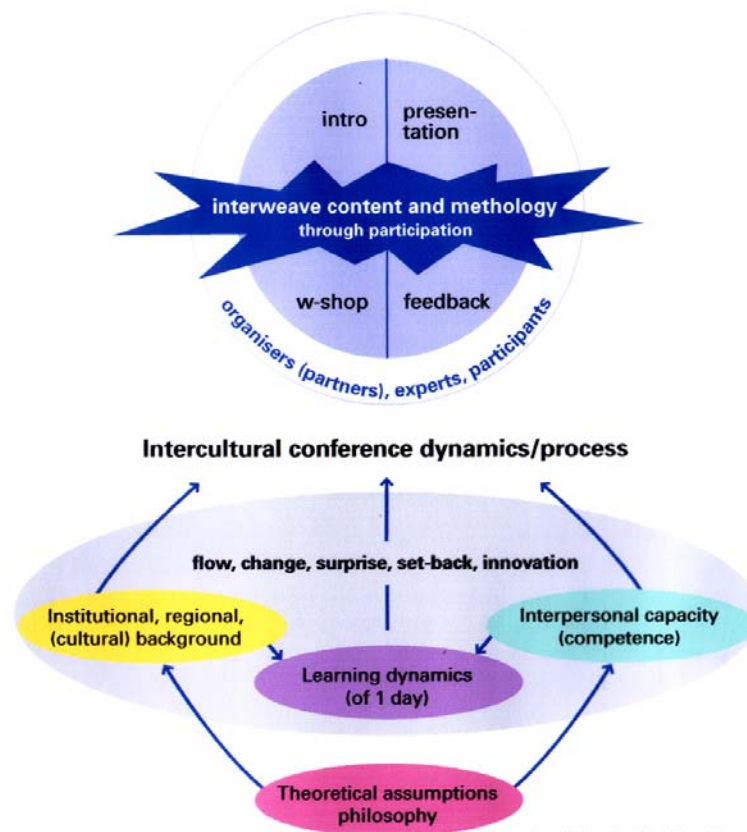 intro
presen-
tation
interweave content and methology
through participation
w-shop
feedback
organisers (partners), experts, participants
Intercultural conference dynamics/process
flow, change, surprise, set-back, innovation
Institutional, regional,
(cultural) background
Interpersonal capacity
(competence)
Learning dynamics
(of 1 day)
Theoretical assumptions
philosophy